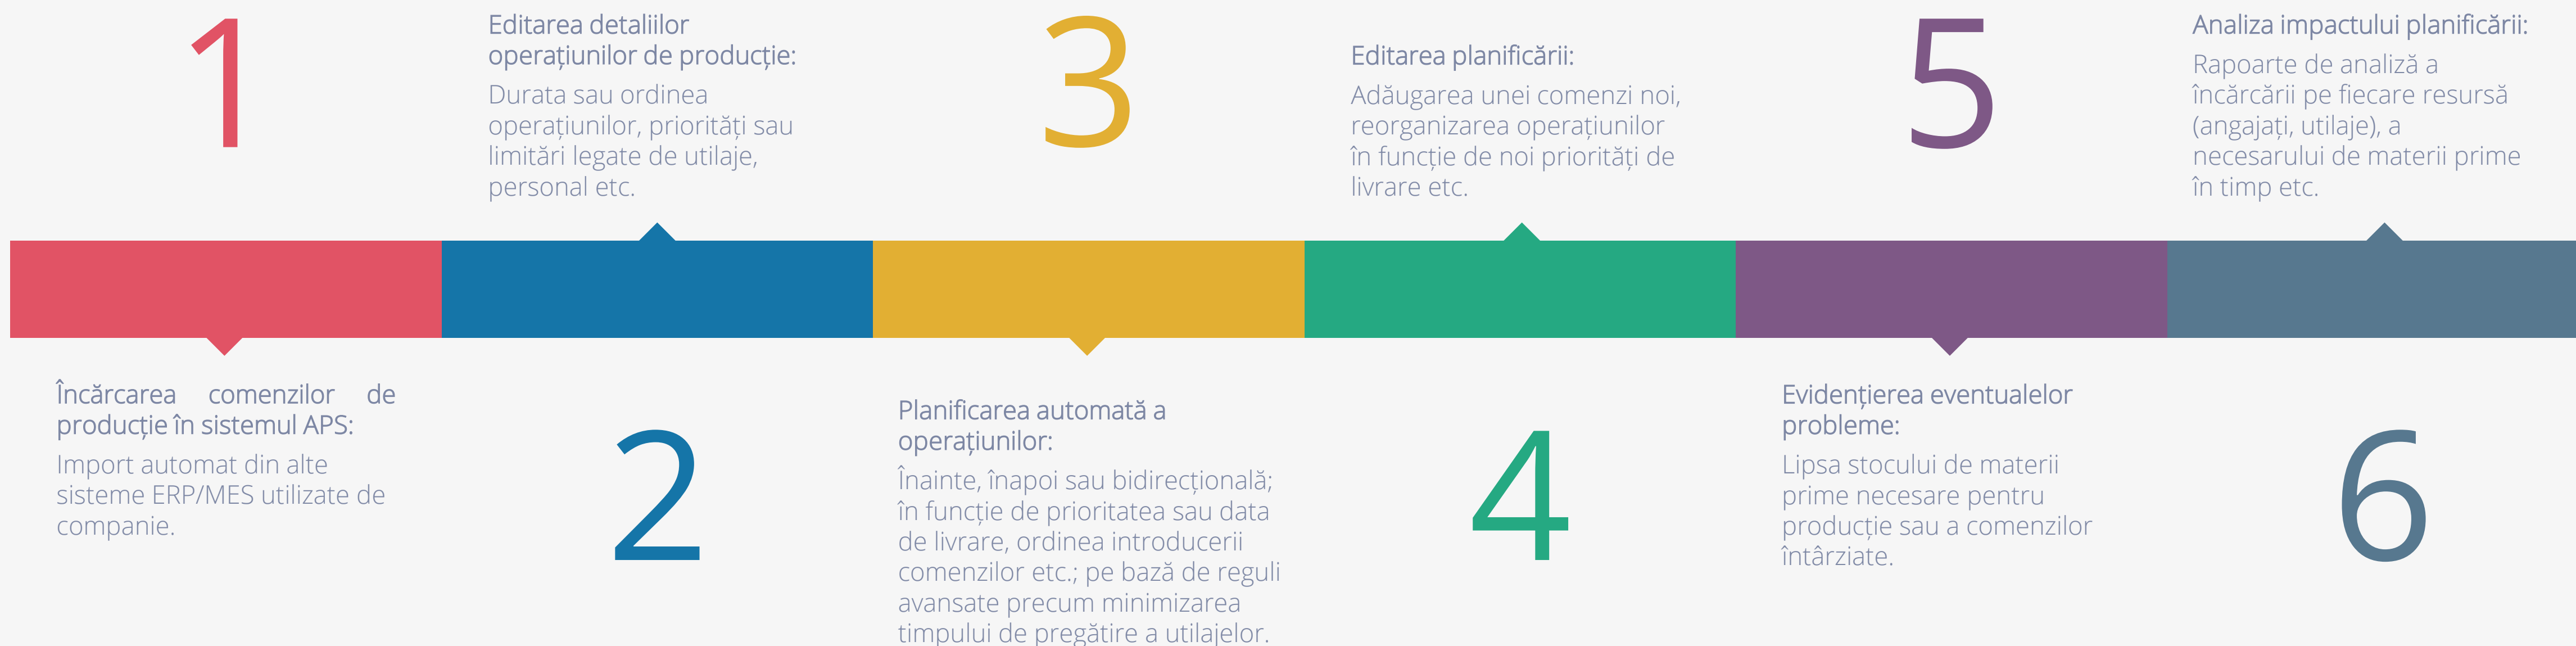 1
Încărcarea comenzilor de
producție în sistemul APS:
Import automat din alte
sisteme ERP/MES utilizate de
companie.
Editarea detaliilor
operațiunilor de producție:
Durata sau ordinea
operațiunilor, priorități sau
limitări legate de utilaje,
personal etc.
2
3
Planificarea automată a
operațiunilor:
Înainte, înapoi sau bidirecțională;
în funcție de prioritatea sau data
de livrare, ordinea introducerii
comenzilor etc.; pe bază de reguli
avansate precum minimizarea
timpului de pregătire a utilajelor.
Editarea planificării:
Adăugarea unei comenzi noi,
reorganizarea operațiunilor
în funcție de noi priorități de
livrare etc.
4
5
Evidențierea eventualelor
probleme:
Lipsa stocului de materii
prime necesare pentru
producție sau a comenzilor
întârziate.
Analiza impactului planificării:
Rapoarte de analiză a
încărcării pe fiecare resursă
(angajați, utilaje), a
necesarului de materii prime
în timp etc.
6